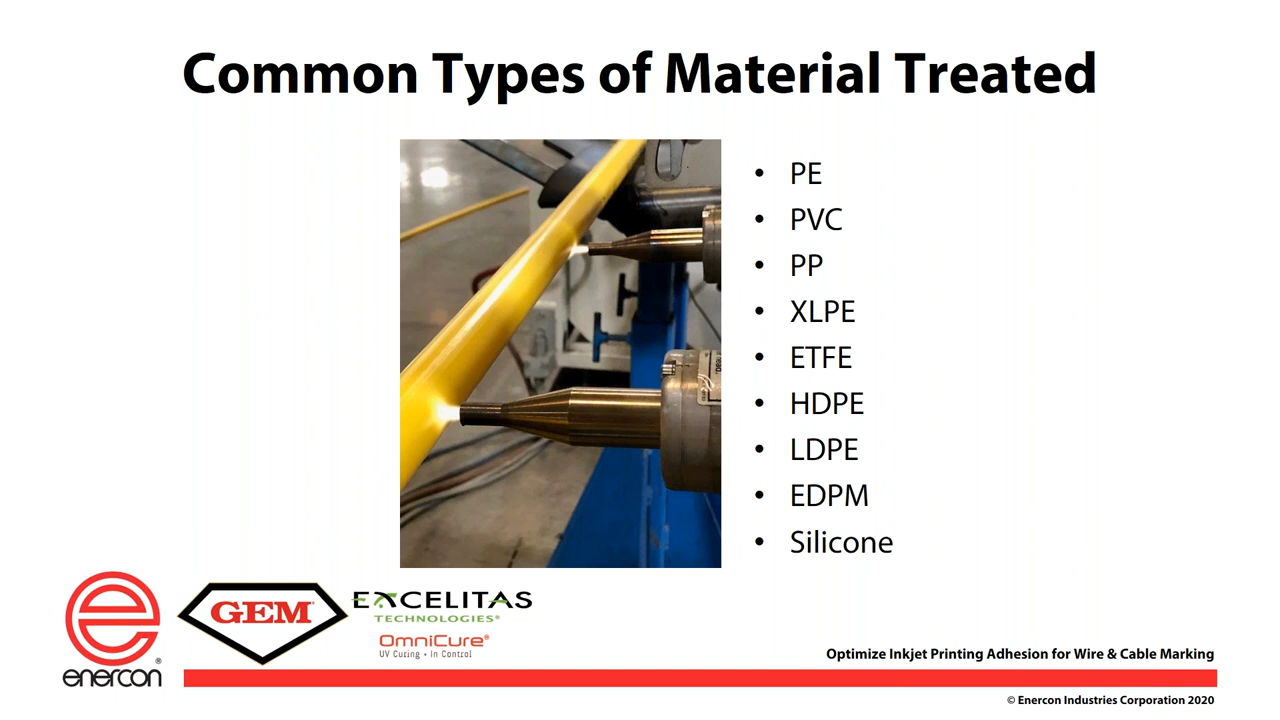 Common Types of Material Treated
• PE
• PVC
• PP
• XLPE
• ETFE
• HDPE
• LDPE
• EDPM
• Silicone
enercon®
GEM®
EXCELITAS
TECHNOLOGIES®
OmniCure®
UV Curing • In Control
Optimize Inkjet Printing Adhesion for Wire & Cable Marking
© Enercon Industries Corporation 2020